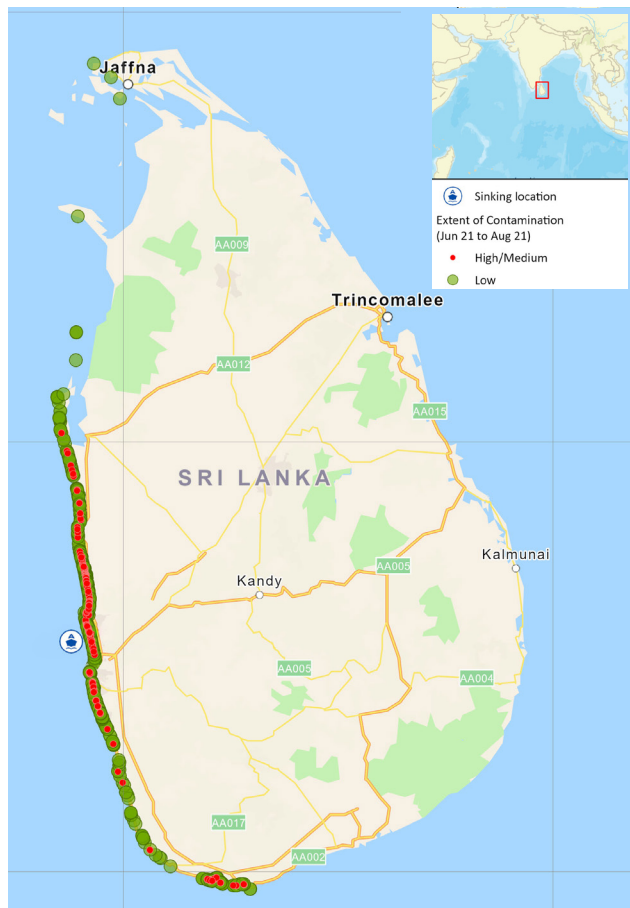 Jaffna
Sinking location
Extent of Contamination
(Jun 21 to Aug 21)
High/Medium
Low
AA009
Trincomalee
AA012
AA015
SRI LANKA
Kalmunai
AA005
Kandy
AA005
AA004
AA017
AA002